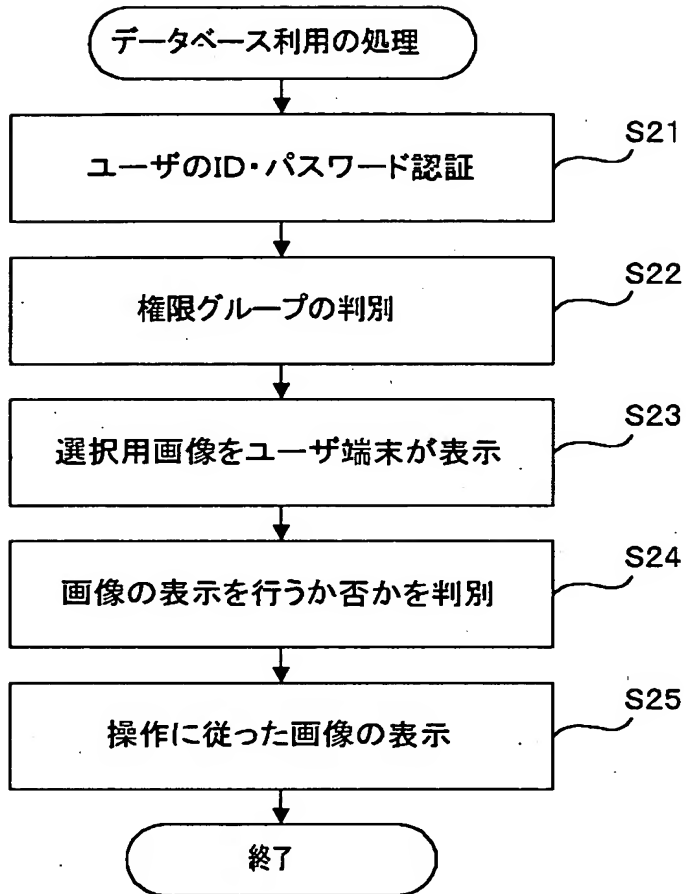 データベース利用の処理
ユーザのID・パスワード認証
S21
権限グループの判別
S22
選択用画像をユーザ端末が表示
S23
画像の表示を行うか否かを判別
S24
操作に従った画像の表示
S25
終了